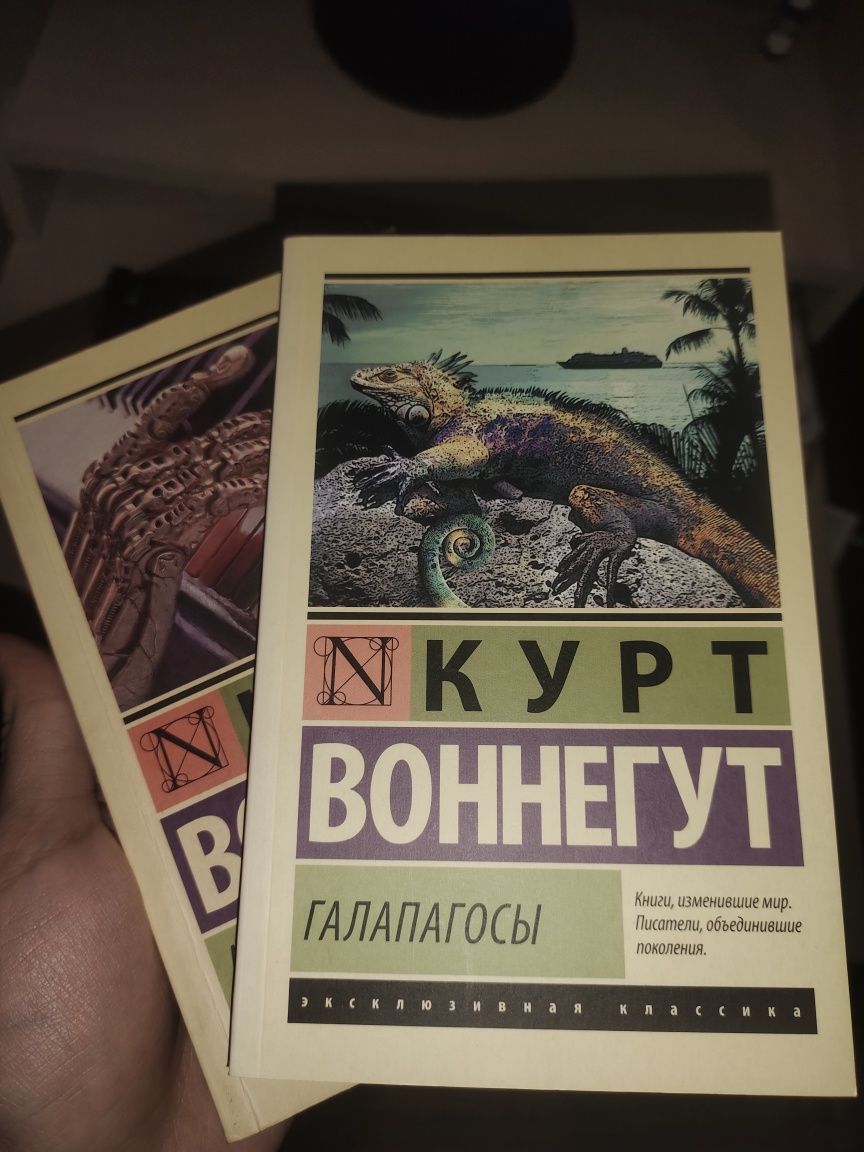 N КУРТ
ВОННЕГУТ
ГАЛАПАГОСЫ
Книги, изменившие мир.
Писатели, объединившие
поколения.
эксклюзивная классика
N